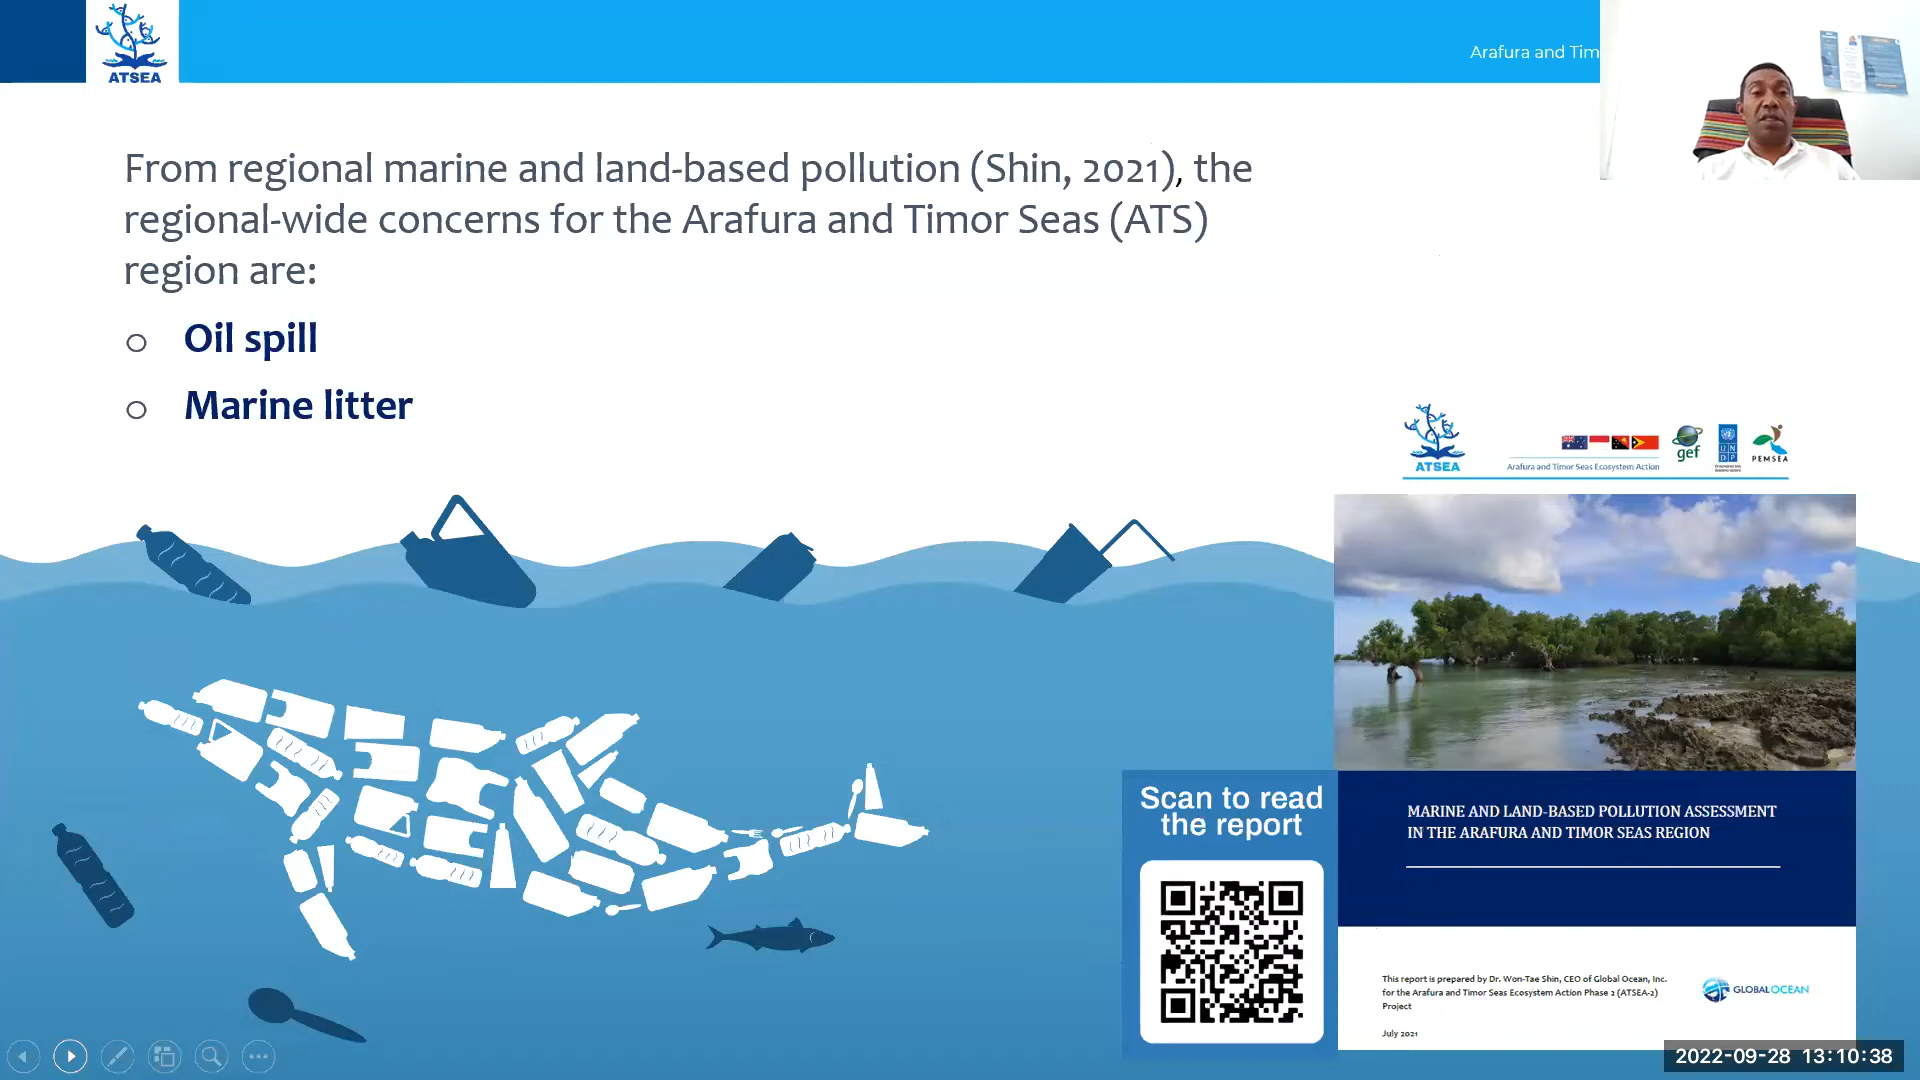 ATSEA
Arafura and Tim
From regional marine and land-based pollution (Shin, 2021), the
regional-wide concerns for the Arafura and Timor Seas (ATS)
region are:
Oil spill
Marine litter
ATSEA
Arafura and Timor Seas Ecosystem Action
gef
UN
DP
PEMSEA
Scan to read
the report
MARINE AND LAND-BASED POLLUTION ASSESSMENT
IN THE ARAFURA AND TIMOR SEAS REGION
This report is prepared by Dr. Won-Tae Shin, CEO of Global Ocean, Inc.
for the Arafura and Timor Seas Ecosystem Action Phase 2 (ATSEA-2)
Project
GLOBAL OCEAN
July 2021
2022-09-28 13:10:38